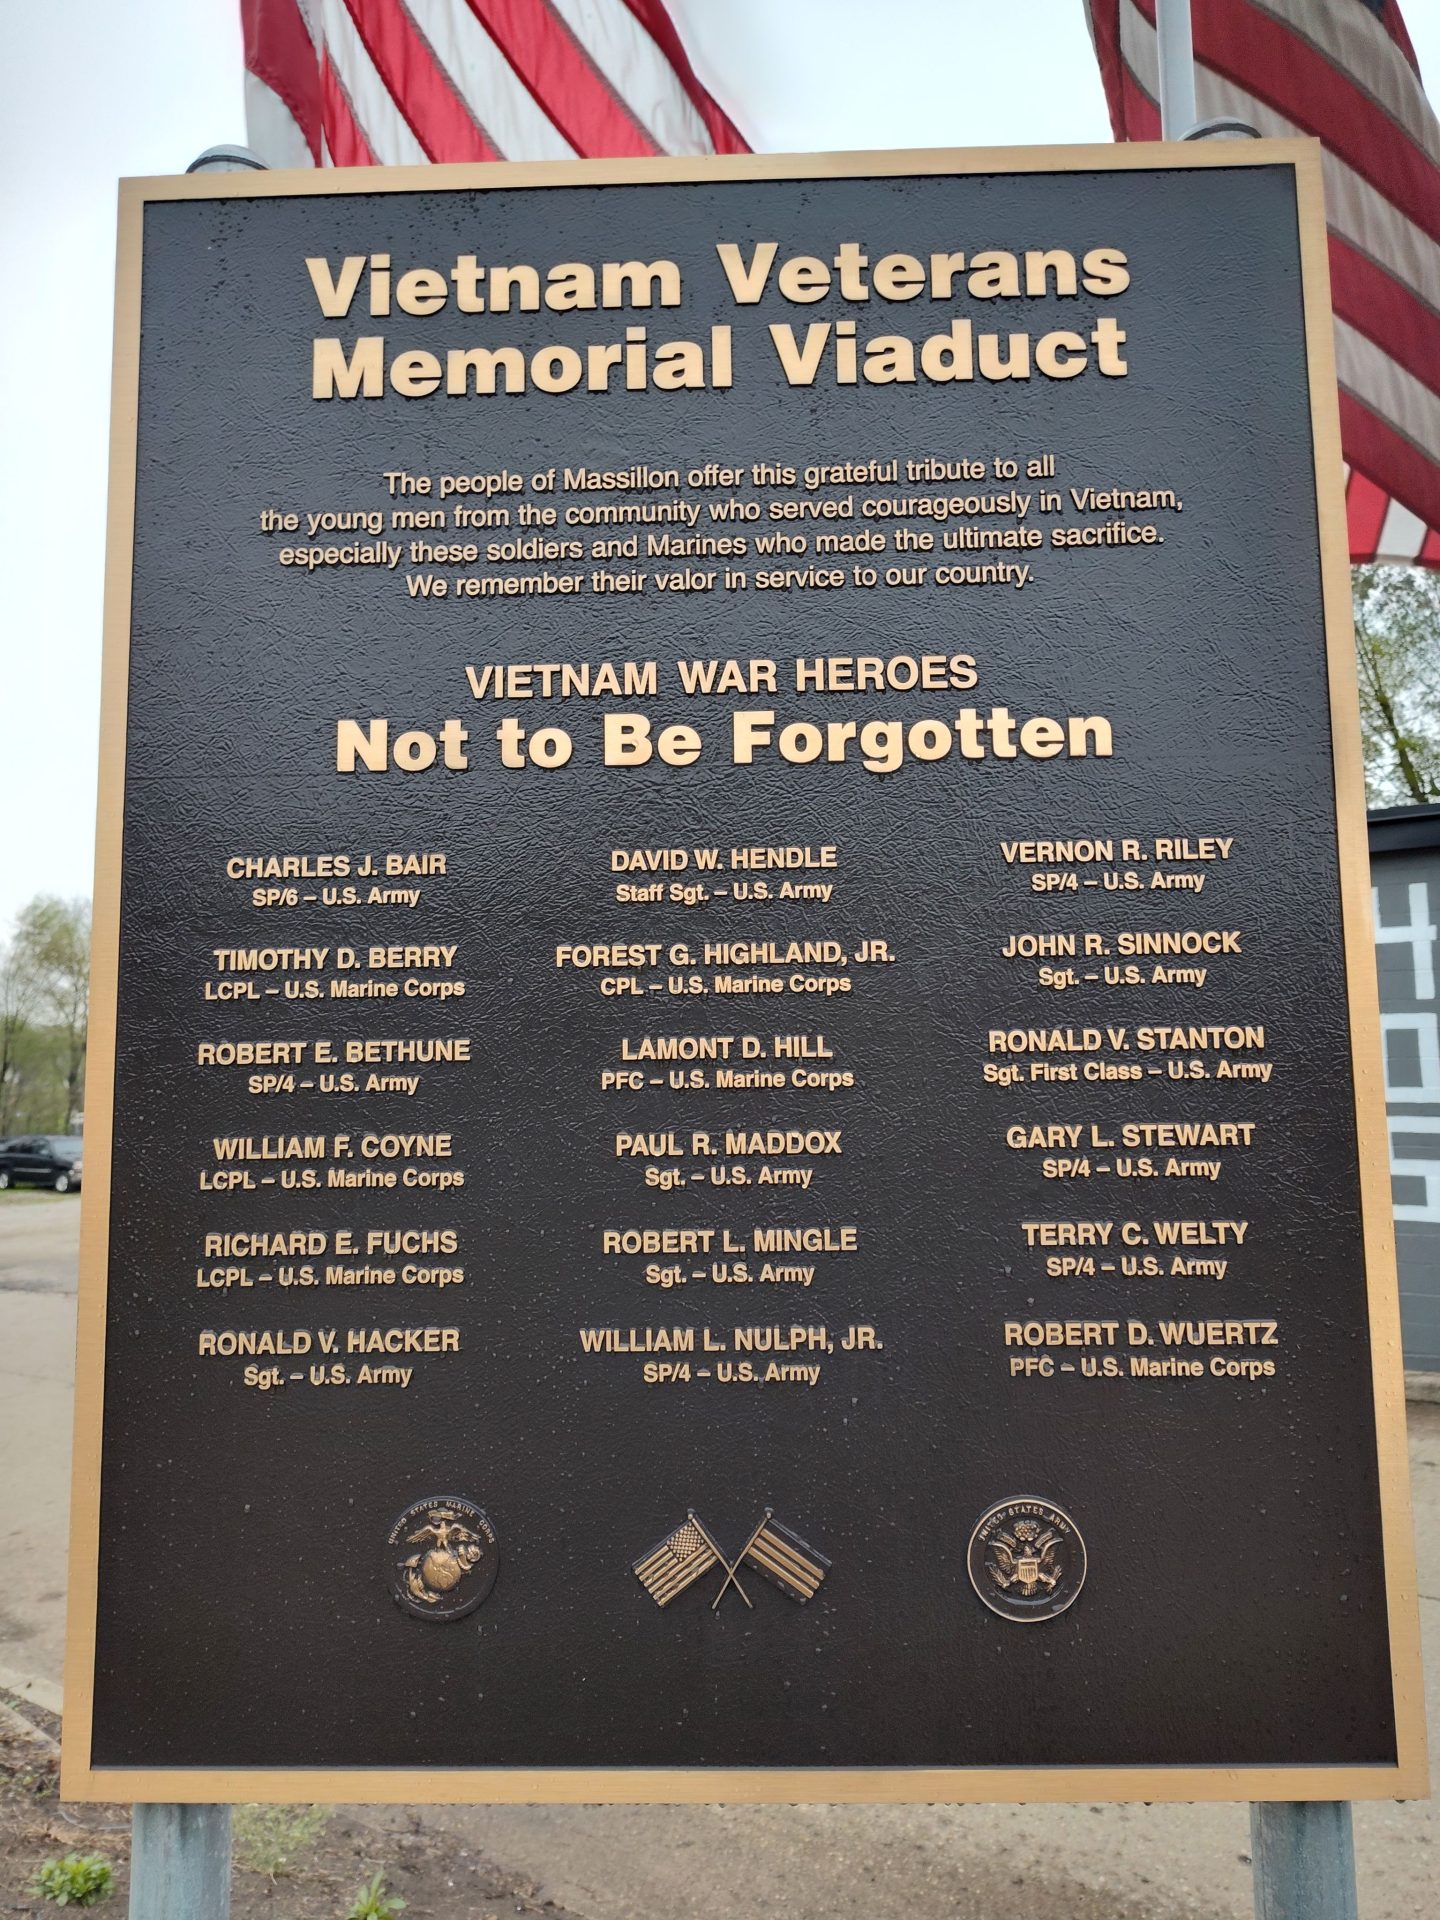 Vietnam Veterans
Memorial Viaduct
The people of Massillon offer this grateful tribute to all
the young men from the community who served courageously in Vietnam,
especially these soldiers and Marines who made the ultimate sacrifice.
We remember their valor in service to our country.
VIETNAM WAR HEROES
Not to Be Forgotten
CHARLES J. BAIR
SP/6 – U.S. Army
TIMOTHY D. BERRY
LCPL – U.S. Marine Corps
ROBERT E. BETHUNE
SP/4 – U.S. Army
WILLIAM F. COYNE
LCPL – U.S. Marine Corps
RICHARD E. FUCHS
LCPL – U.S. Marine Corps
RONALD V. HACKER
Sgt. – U.S. Army
DAVID W. HENDLE
Staff Sgt. – U.S. Army
FOREST G. HIGHLAND, JR.
CPL – U.S. Marine Corps
LAMONT D. HILL
PFC – U.S. Marine Corps
PAUL R. MADDOX
Sgt. – U.S. Army
ROBERT L. MINGLE
Sgt. – U.S. Army
WILLIAM L. NULPH, JR.
SP/4 – U.S. Army
VERNON R. RILEY
SP/4 – U.S. Army
JOHN R. SINNOCK
Sgt. – U.S. Army
RONALD V. STANTON
Sgt. First Class – U.S. Army
GARY L. STEWART
SP/4 – U.S. Army
TERRY C. WELTY
SP/4 – U.S. Army
ROBERT D. WUERTZ
PFC – U.S. Marine Corps
UNITED STATES MARINE CORPS
UNITED STATES ARMY